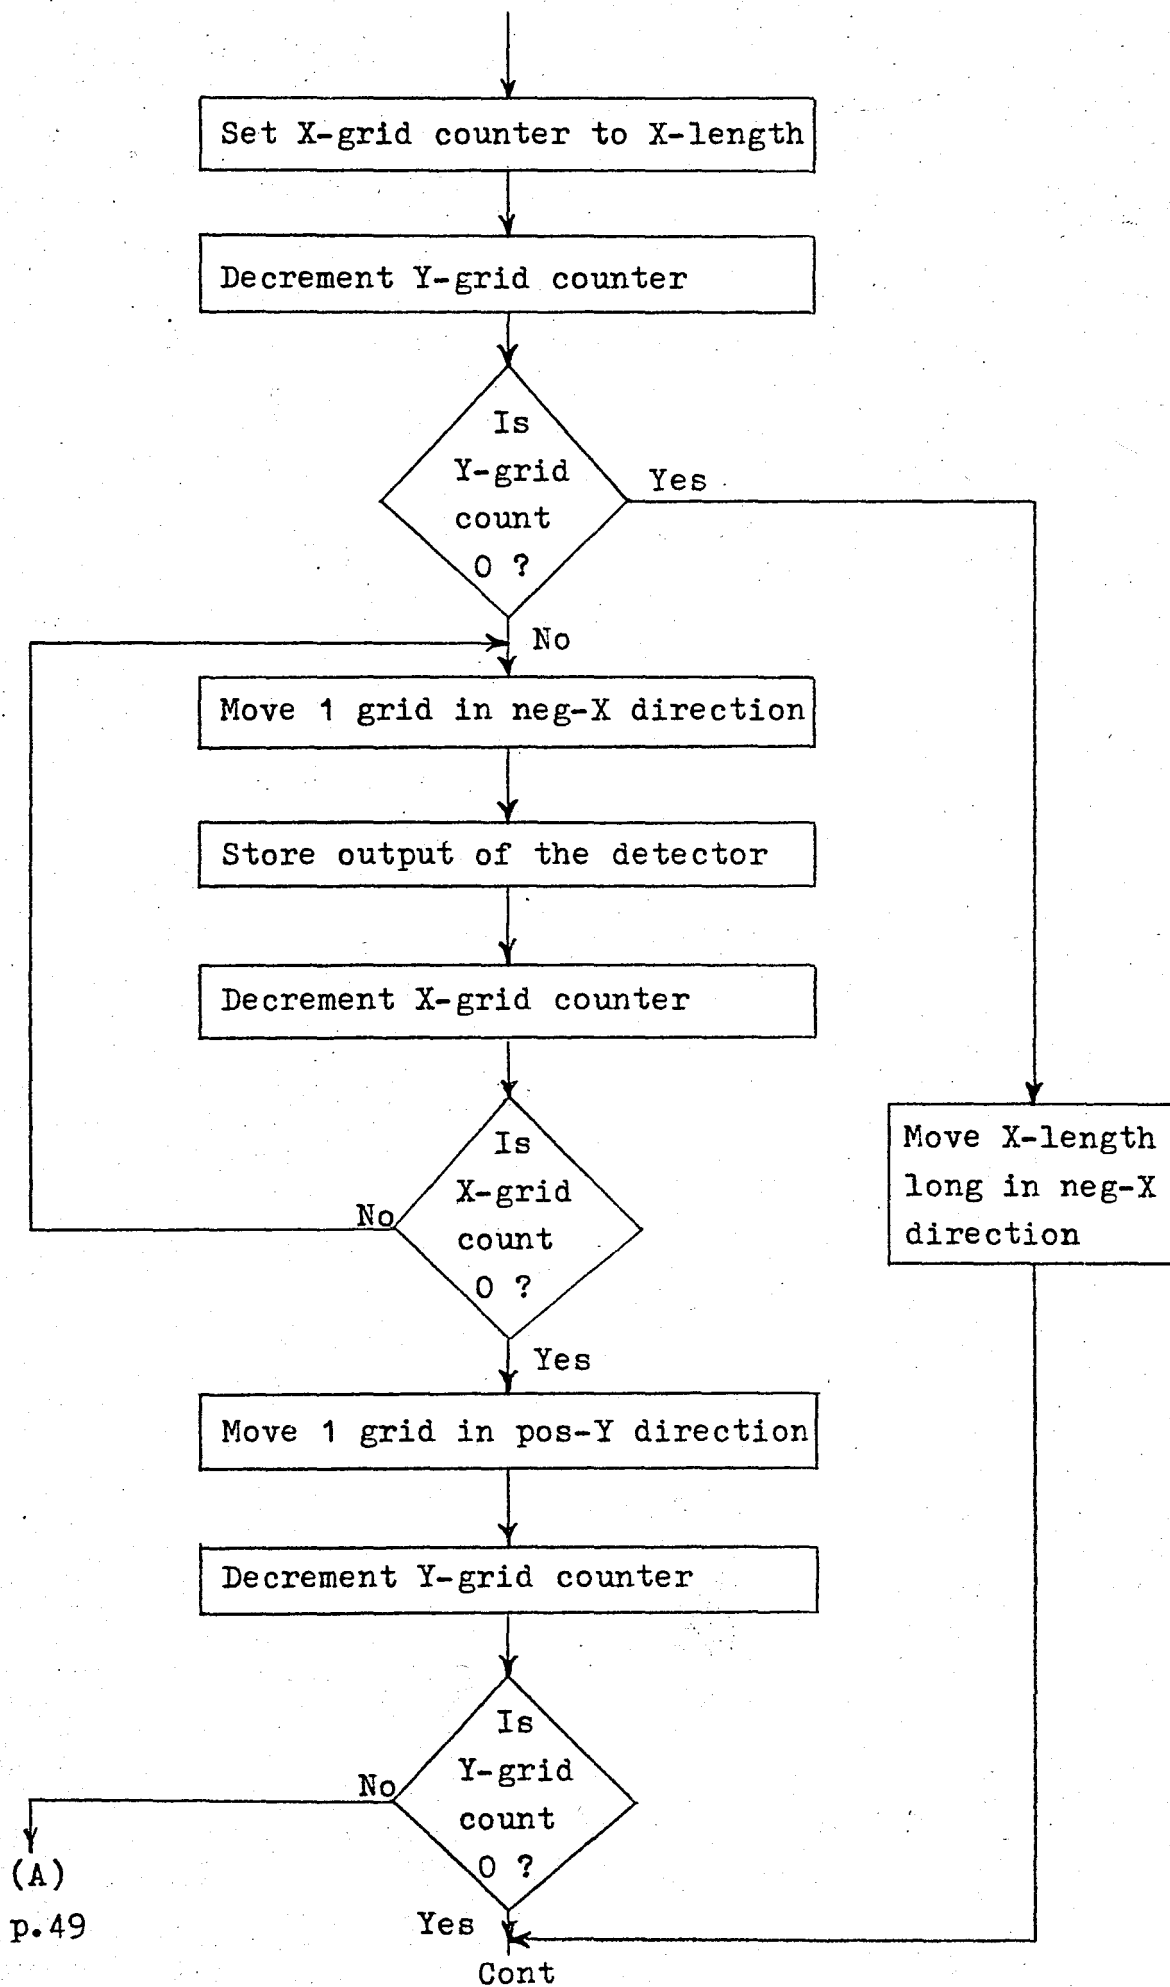 Set X-grid counter to X-length
Decrement Y-grid counter
Is
Y-grid
count
0 ?
Yes
No
Move 1 grid in neg-X direction
Store output of the detector
Decrement X-grid counter
Is
X-grid
count
0 ?
No
Move X-length
long in neg-X
direction
Yes
Move 1 grid in pos-Y direction
Decrement Y-grid counter
Is
Y-grid
count
0 ?
No
(A)
p.49
Yes
Cont